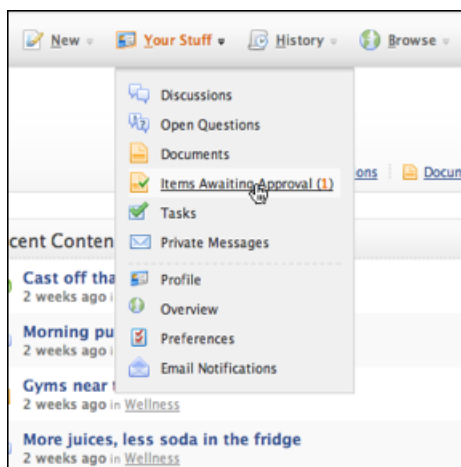 New Your Stuff History Browse
Discussions
Open Questions
Documents
Items Awaiting Approval (1)
Tasks
Private Messages
Profile
Overview
Preferences
Email Notifications
ons Docun
cent Conten
Cast off tha
2 weeks ago i
Morning pu
2 weeks ago i
Gyms near
2 weeks ago in Wellness
More juices, less soda in the fridge
2 weeks ago in Wellness